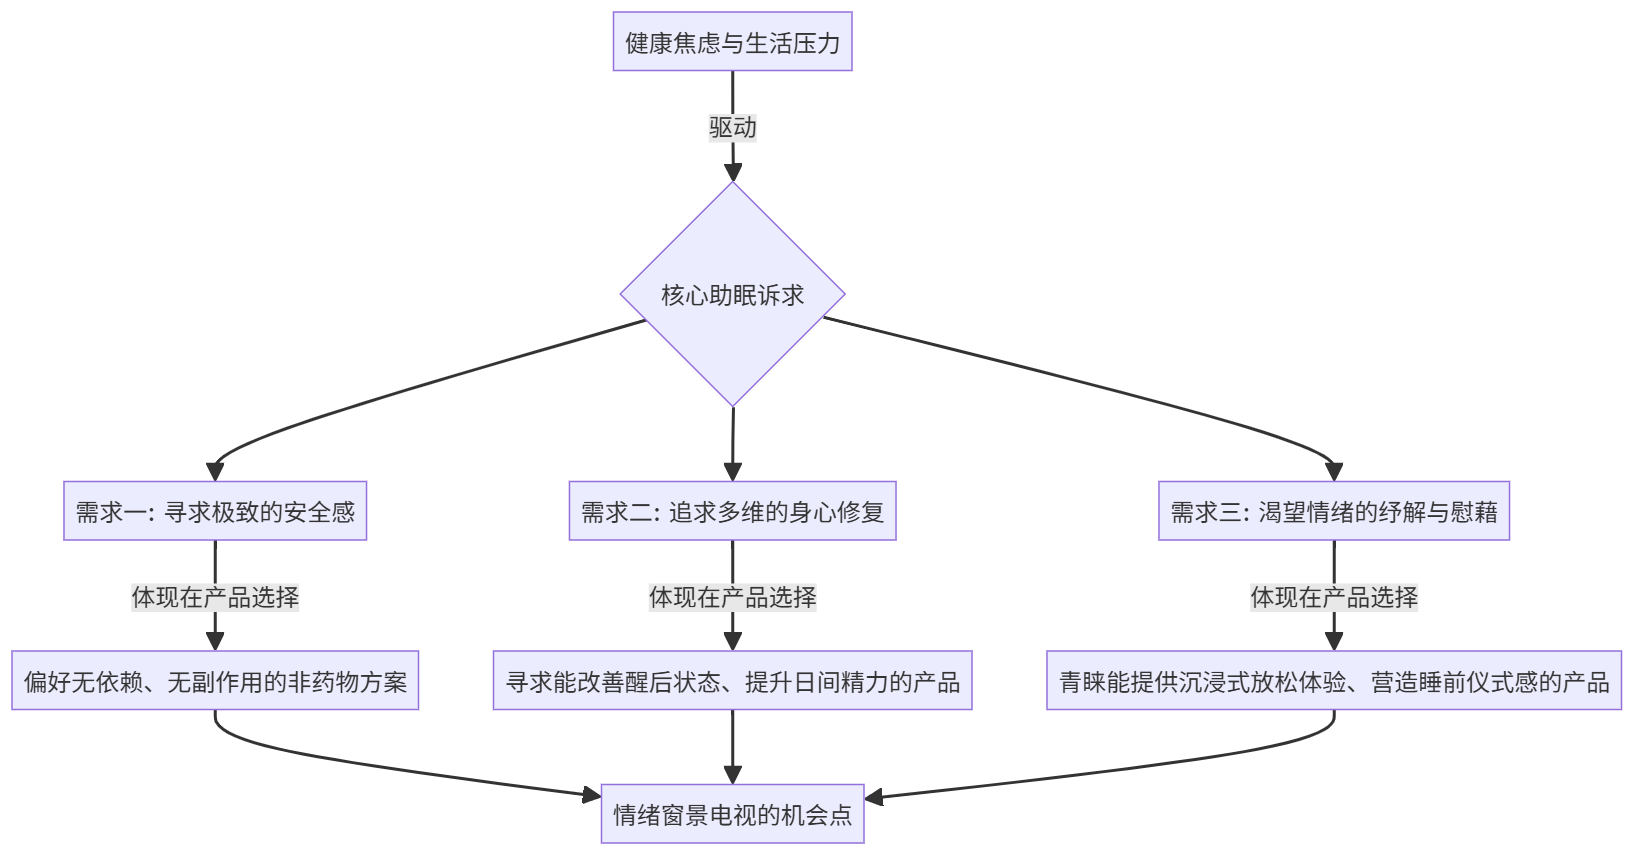 健康焦虑与生活压力
驱动
核心助眠诉求
需求一: 寻求极致的安全感
需求二: 追求多维的身心修复
需求三: 渴望情绪的纾解与慰藉
体现在产品选择
体现在产品选择
体现在产品选择
偏好无依赖、无副作用的非药物方案
寻求能改善醒后状态、提升日间精力的产品
青睐能提供沉浸式放松体验、营造睡前仪式感的产品
情绪窗景电视的机会点